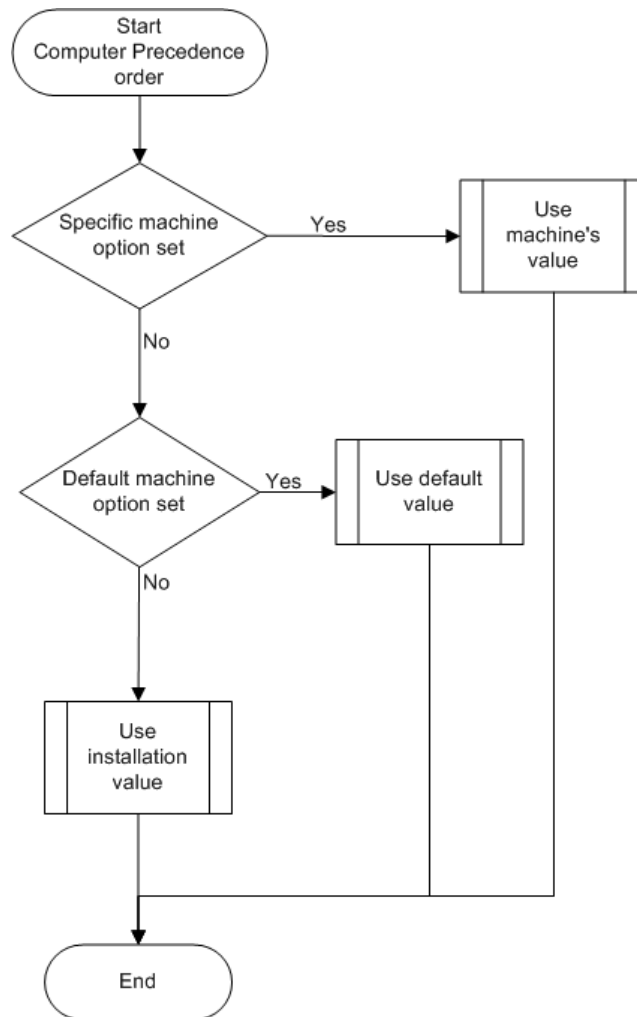 Start
Computer Precedence
order
Specific machine
option set
Yes
Use
machine's
value
No
Default machine
option set
Yes
Use default
value
No
Use
installation
value
End